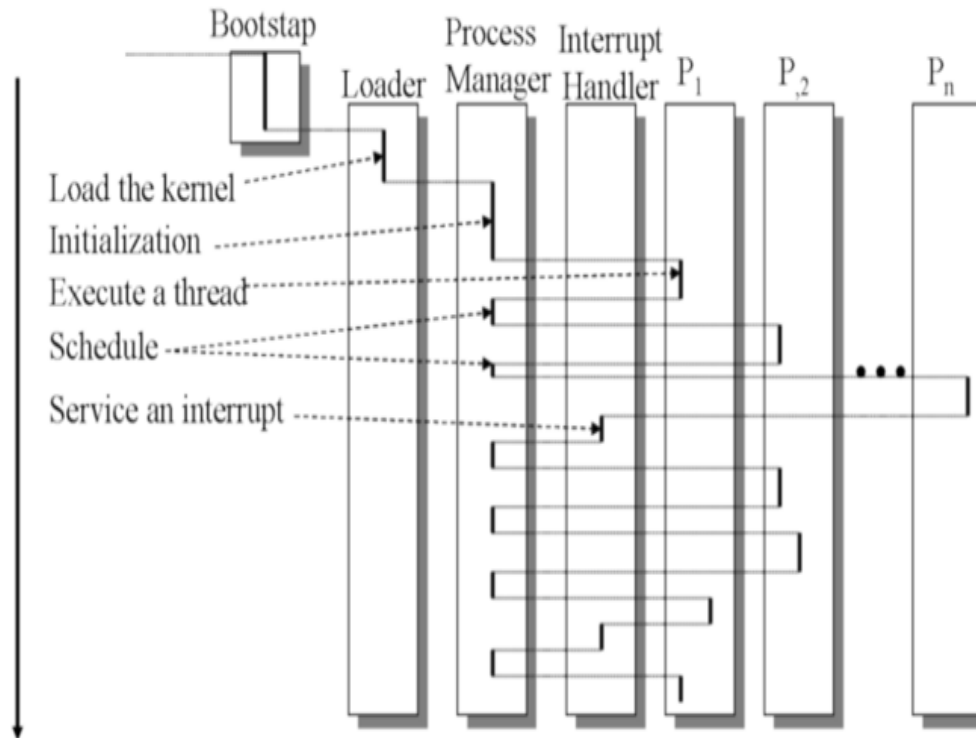 Bootstap
Process
Manager
Interrupt
Handler
Loader
P1
P,2
Pn
Load the kernel
Initialization
Execute a thread
Schedule
Service an interrupt